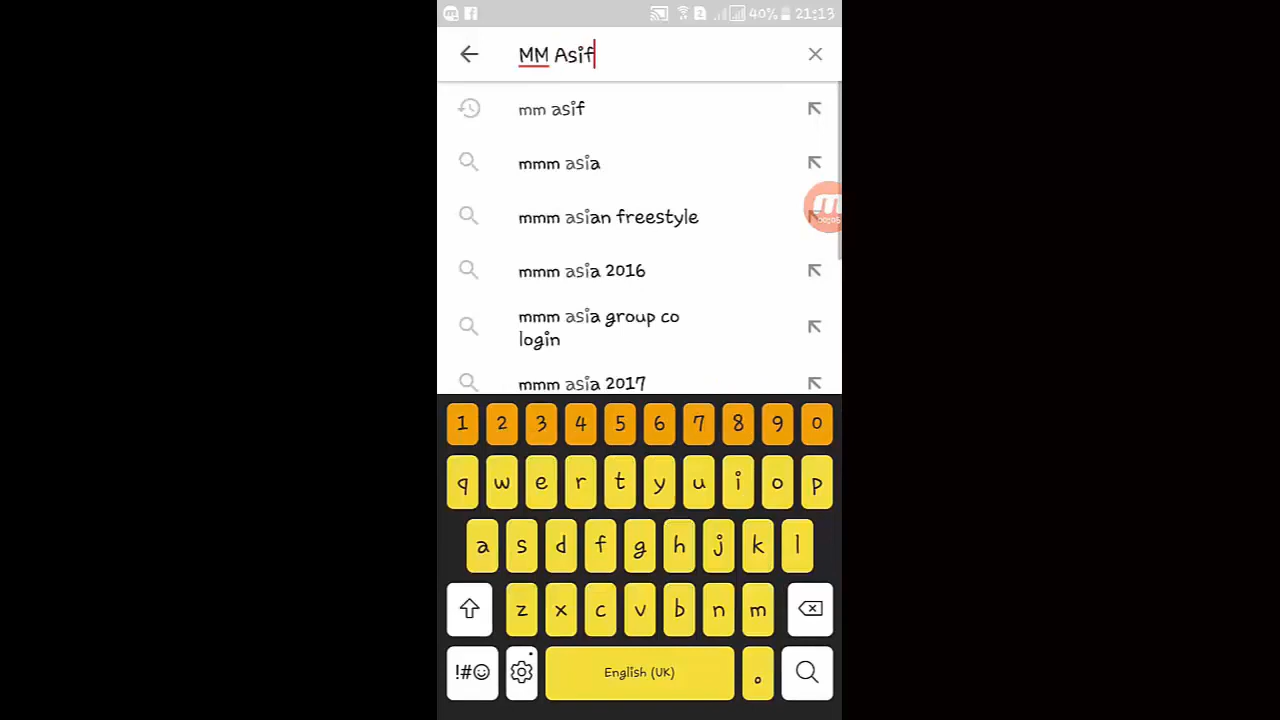 40% 21:13
MM Asif
mm asif
mmm asia
mmm asian freestyle
mmm asia 2016
mmm asia group co
login
mmm asia 2017
1 2 3 4 5 6 7 8 9 0
q w e r t y u i o p
a s d f g h j k l
z x c v b n m
!#☺ English (UK) .